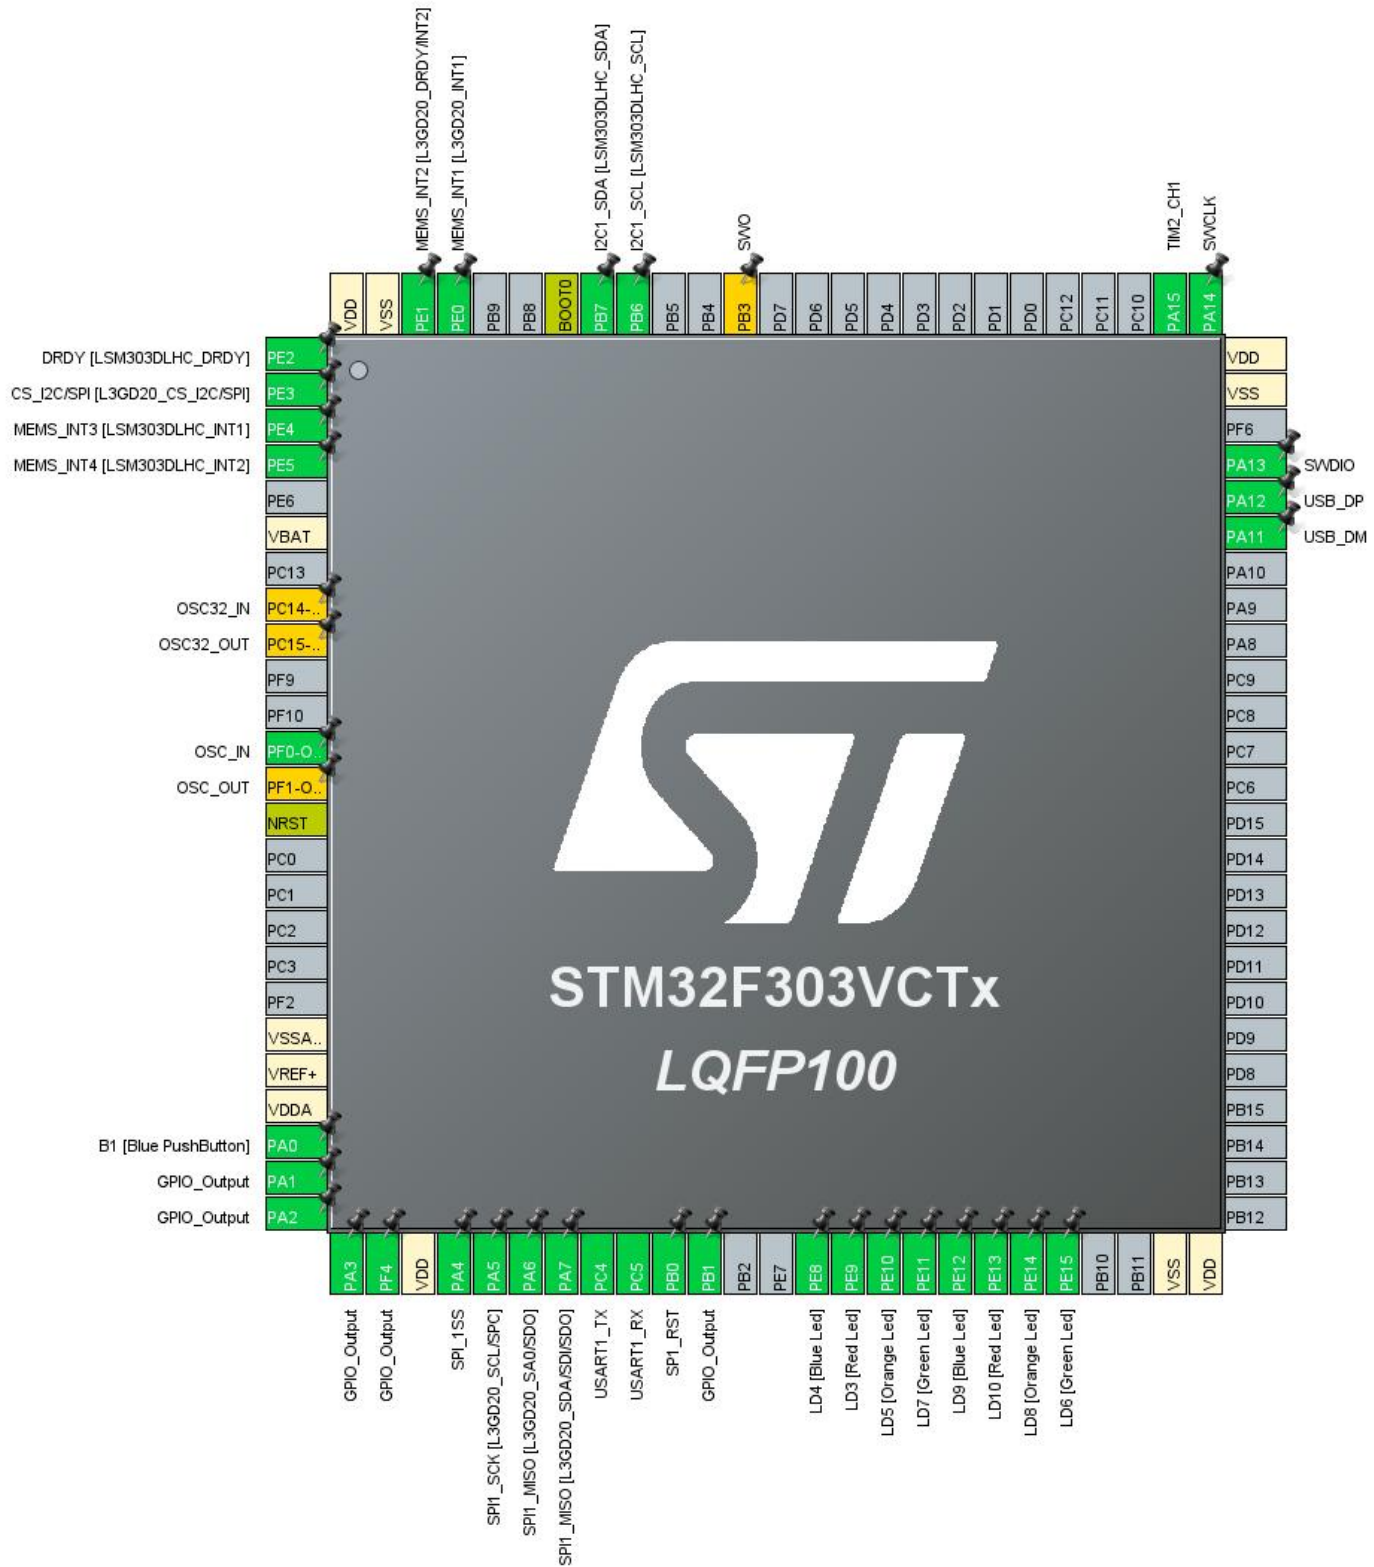 MEMS_INT2 [L3GD20_DRDY/INT2]
MEMS_INT1 [L3GD20_INT1]
I2C1_SDA [LSM303DLHC_SDA]
I2C1_SCL [LSM303DLHC_SCL]
SWO
TIM2_CH1
SWCLK
VDD
VSS
PE1
PE0
PB9
PB8
BOOT0
PB7
PB6
PB5
PB4
PB3
PD7
PD6
PD5
PD4
PD3
PD2
PD1
PD0
PC12
PC11
PC10
PA15
PA14
DRDY [LSM303DLHC_DRDY] PE2
CS_I2C/SPI [L3GD20_CS_I2C/SPI] PE3
MEMS_INT3 [LSM303DLHC_INT1] PE4
MEMS_INT4 [LSM303DLHC_INT2] PE5
PE6
VBAT
PC13
OSC32_IN PC14-..
OSC32_OUT PC15-..
PF9
PF10
OSC_IN PF0-O..
OSC_OUT PF1-O..
NRST
PC0
PC1
PC2
PC3
PF2
VSSA..
VREF+
VDDA
B1 [Blue PushButton] PA0
GPIO_Output PA1
GPIO_Output PA2
ST
STM32F303VCTx
LQFP100
VDD
VSS
PF6
PA13 SWDIO
PA12 USB_DP
PA11 USB_DM
PA10
PA9
PA8
PC9
PC8
PC7
PC6
PD15
PD14
PD13
PD12
PD11
PD10
PD9
PD8
PB15
PB14
PB13
PB12
PA3
PF4
VDD
PA4
PA5
PA6
PA7
PC4
PC5
PB0
PB1
PB2
PE7
PE8
PE9
PE10
PE11
PE12
PE13
PE14
PE15
PB10
PB11
VSS
VDD
GPIO_Output
GPIO_Output
SPI_1SS
SPI1_SCK [L3GD20_SCL/SPC]
SPI1_MISO [L3GD20_SA0/SDO]
SPI1_MISO [L3GD20_SDA/SDI/SDO]
USART1_TX
USART1_RX
SP1_RST
GPIO_Output
LD4 [Blue Led]
LD3 [Red Led]
LD5 [Orange Led]
LD7 [Green Led]
LD9 [Blue Led]
LD10 [Red Led]
LD8 [Orange Led]
LD6 [Green Led]